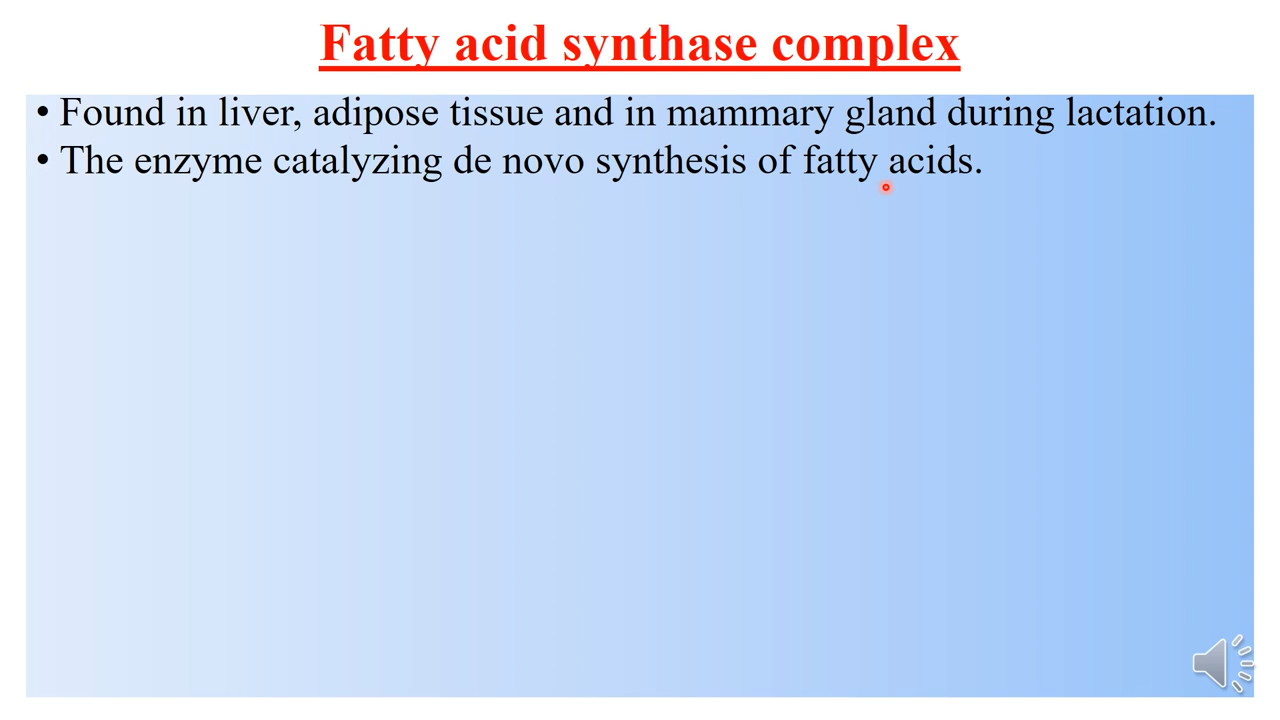 Fatty acid synthase complex
• Found in liver, adipose tissue and in mammary gland during lactation.
• The enzyme catalyzing de novo synthesis of fatty acids.